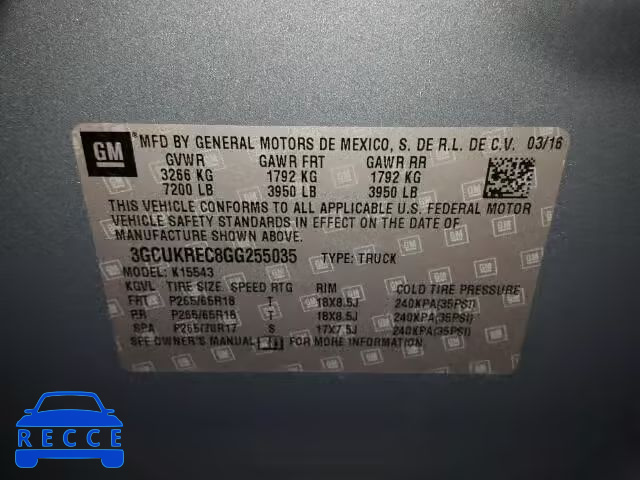 GM ® MFD BY GENERAL MOTORS DE MEXICO, S. DE R.L. DE C.V. 03/16
GVWR GAWR FRT GAWR RR
3266 KG 1792 KG 1792 KG
7200 LB 3950 LB 3950 LB
THIS VEHICLE CONFORMS TO ALL APPLICABLE U.S. FEDERAL MOTOR
VEHICLE SAFETY STANDARDS IN EFFECT ON THE DATE OF
MANUFACTURE SHOWN ABOVE.
3GCUKREC8GG255035 TYPE: TRUCK
MODEL: K15543
KGVL TIRE SIZE SPEED RTG RIM COLD TIRE PRESSURE
FRT P265/65R18 T 18X8.5J 240KPA(35PSI)
RR P265/65R18 T 18X8.5J 240KPA(35PSI)
SPA P265/70R17 S 17X7.5J 240KPA(35PSI)
SEE OWNER'S MANUAL FOR MORE INFORMATION.
RECCE